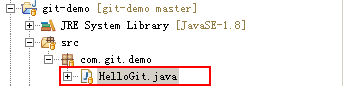 git-demo [git-demo master]
JRE System Library [JavaSE-1.8]
src
com.git.demo
HelloGit.java